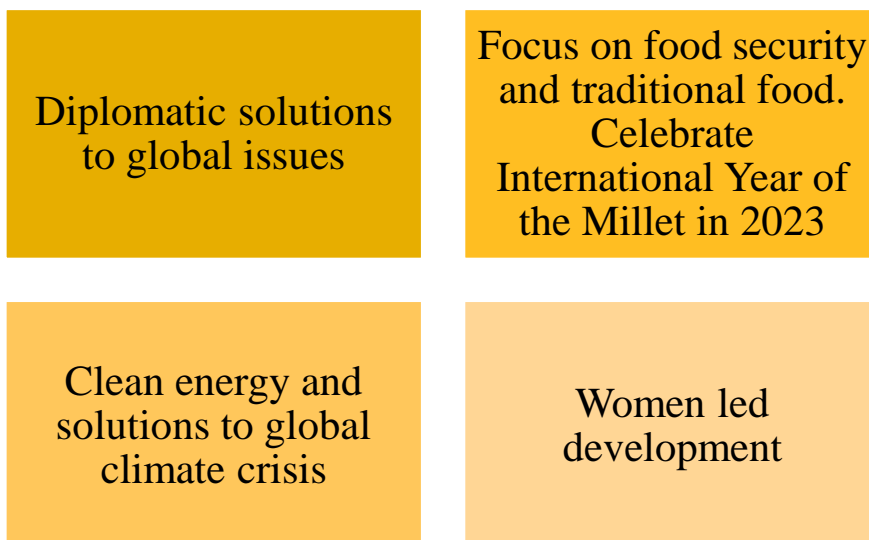 Diplomatic solutions
to global issues
Focus on food security
and traditional food.
Celebrate
International Year of
the Millet in 2023
Clean energy and
solutions to global
climate crisis
Women led
development